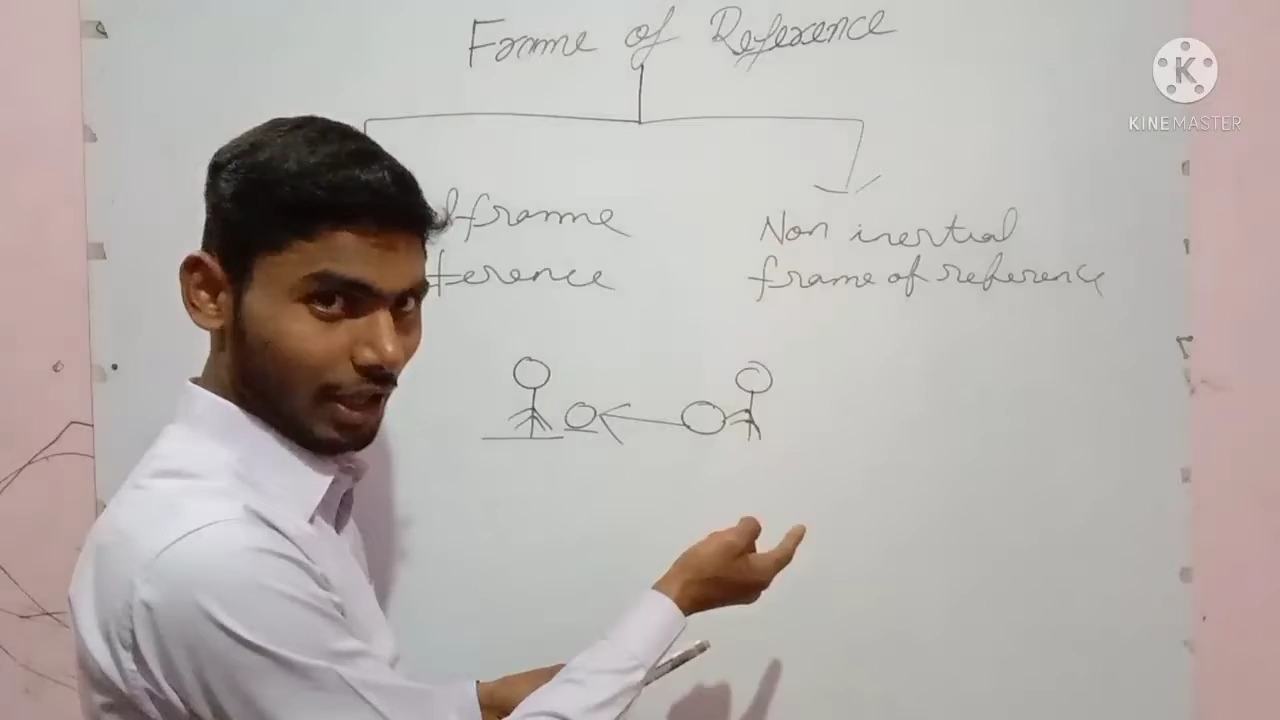 Frame of Reference
frame
ference
Non inertial
frame of reference
KINEMASTER